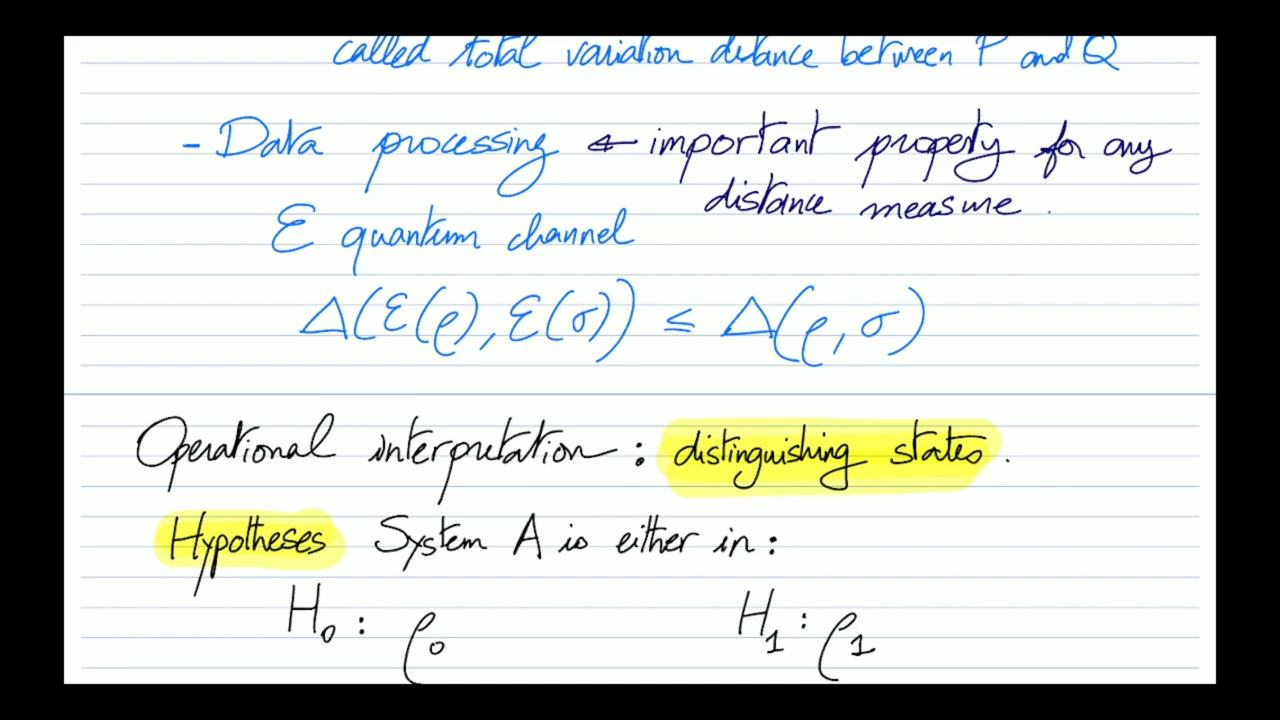 called total variation distance between P and Q
- Data processing ← important property for any
distance measure.
ℰ quantum channel
Δ(ℰ(ρ), ℰ(σ)) ≤ Δ(ρ, σ)
Operational interpretation : distinguishing states.
Hypotheses System A is either in :
H₀ : ρ₀ H₁ : ρ₁